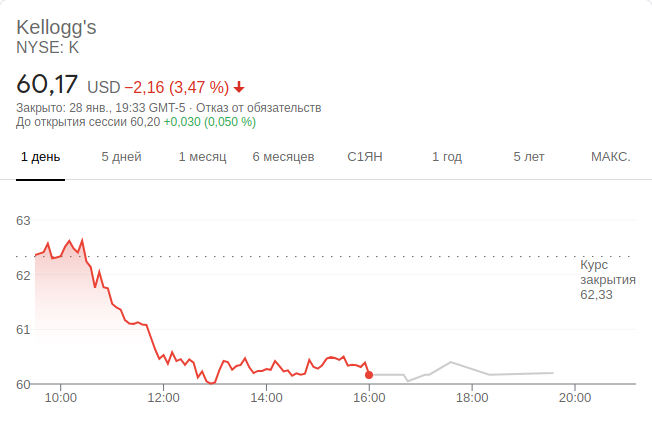 Kellogg's
NYSE: K
60,17 USD −2,16 (3,47 %)
Закрыто: 28 янв., 19:33 GMT-5 · Отказ от обязательств
До открытия сессии 60,20 +0,030 (0,050 %)
1 день 5 дней 1 месяц 6 месяцев С1ЯН 1 год 5 лет МАКС.
63
Курс
закрытия
62,33
62
61
60
10:00 12:00 14:00 16:00 18:00 20:00